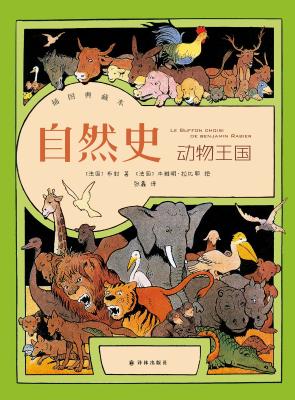 插图典藏本
自然史
LE BUFFON CHOISI
DE BENJAMIN RABIER
动物王国
(法国) 布封 著 (法国) 本雅明·拉比耶 绘
张鑫 译
译林出版社